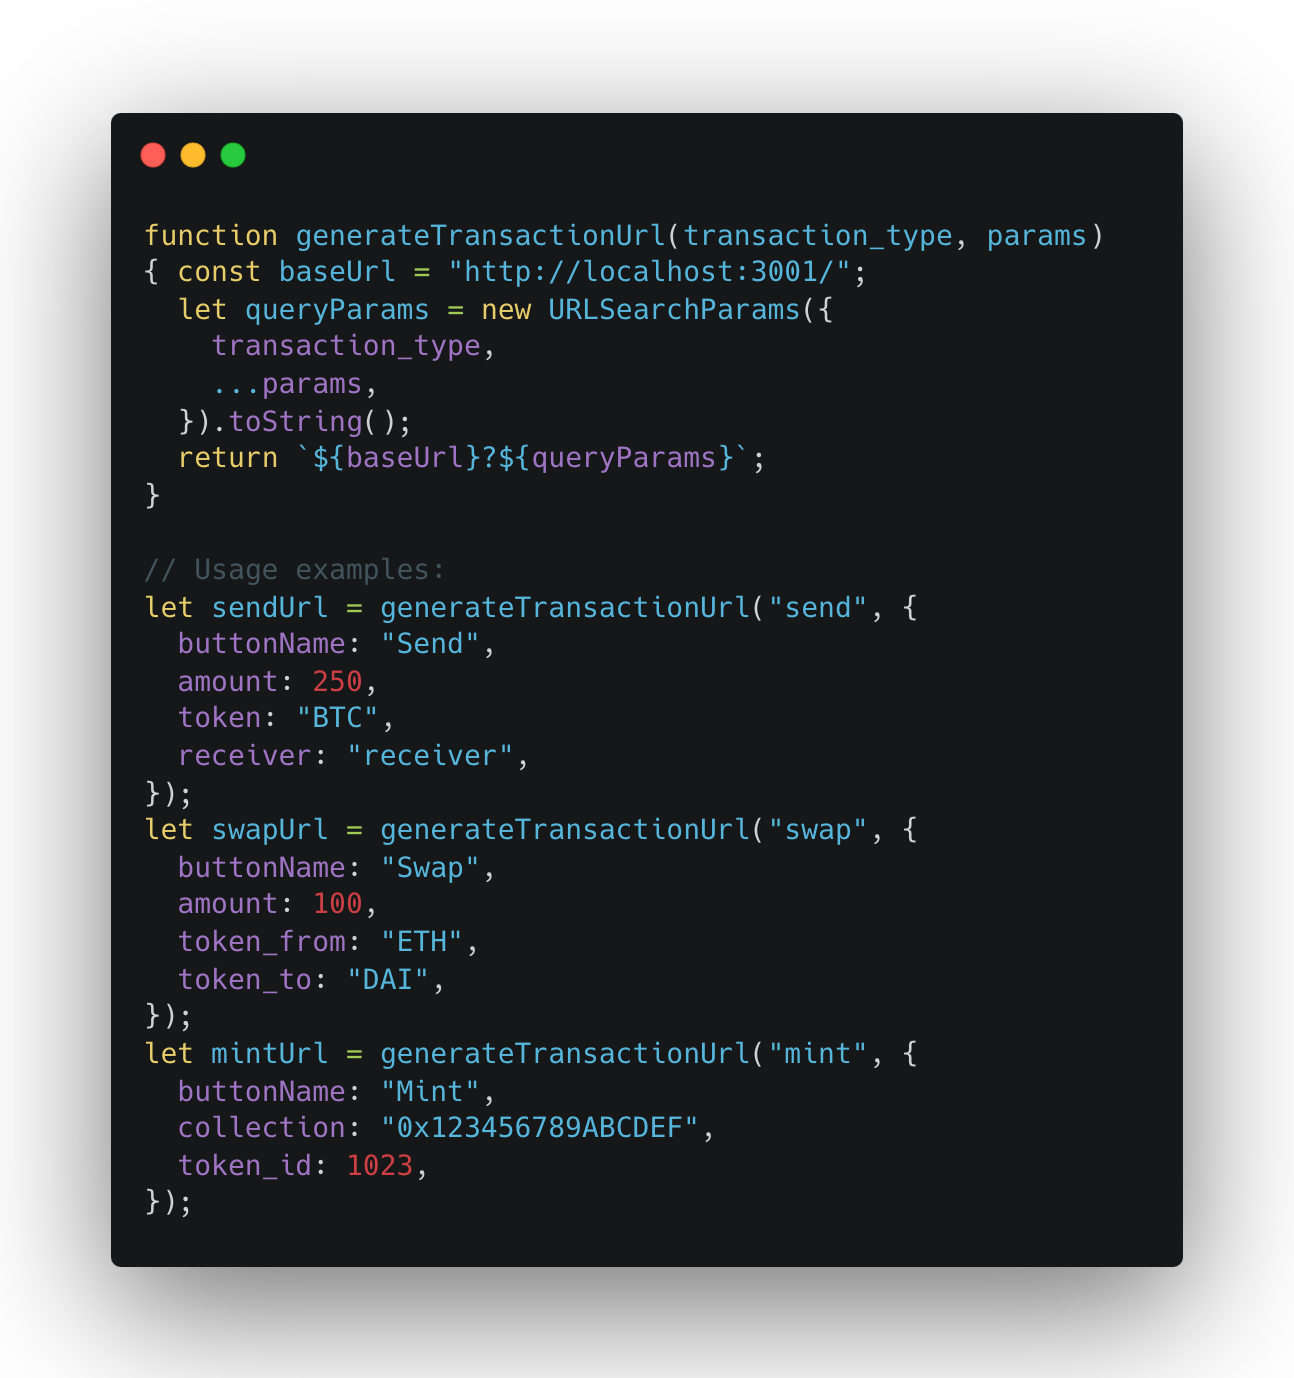 function generateTransactionUrl(transaction_type, params)
{ const baseUrl = "http://localhost:3001/";
  let queryParams = new URLSearchParams({
    transaction_type,
    ...params,
  }).toString();
  return `${baseUrl}?${queryParams}`;
}

// Usage examples:
let sendUrl = generateTransactionUrl("send", {
  buttonName: "Send",
  amount: 250,
  token: "BTC",
  receiver: "receiver",
});
let swapUrl = generateTransactionUrl("swap", {
  buttonName: "Swap",
  amount: 100,
  token_from: "ETH",
  token_to: "DAI",
});
let mintUrl = generateTransactionUrl("mint", {
  buttonName: "Mint",
  collection: "0x123456789ABCDEF",
  token_id: 1023,
});